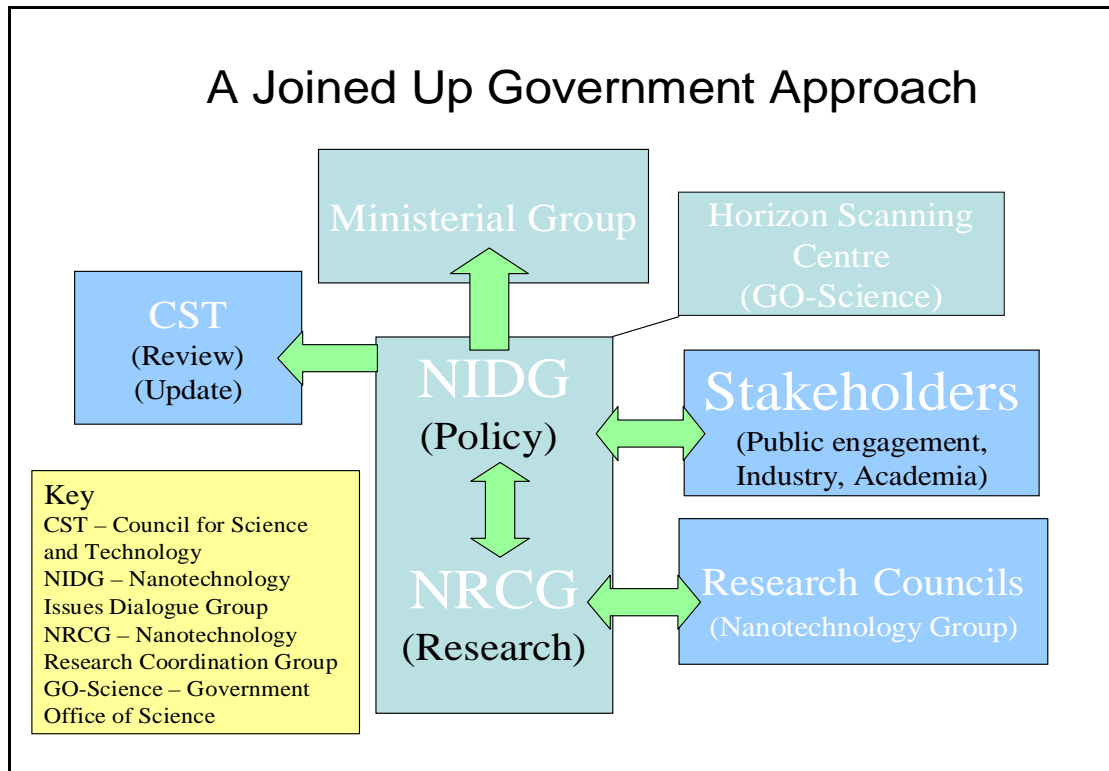 A Joined Up Government Approach
Ministerial Group
Horizon Scanning
Centre
(GO-Science)
CST
(Review)
(Update)
NIDG
(Policy)
Stakeholders
(Public engagement,
Industry, Academia)
Key
CST – Council for Science
and Technology
NIDG – Nanotechnology
Issues Dialogue Group
NRCG – Nanotechnology
Research Coordination Group
GO-Science – Government
Office of Science
NRCG
(Research)
Research Councils
(Nanotechnology Group)